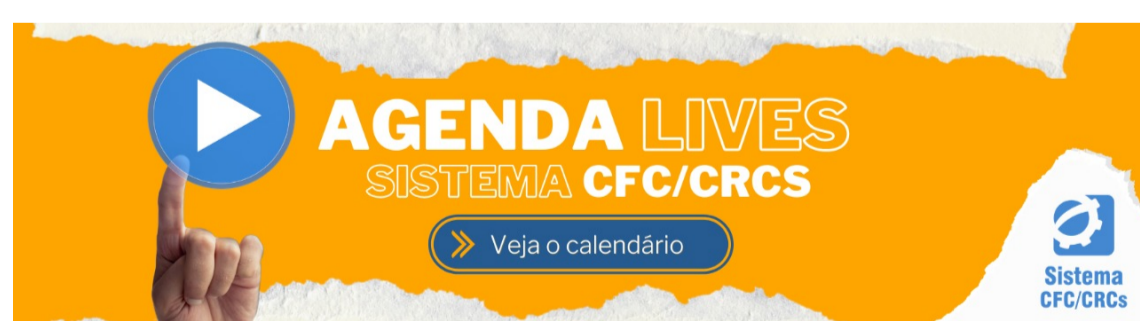 AGENDA LIVES
SISTEMA CFC/CRCS
Veja o calendário
Sistema
CFC/CRCs